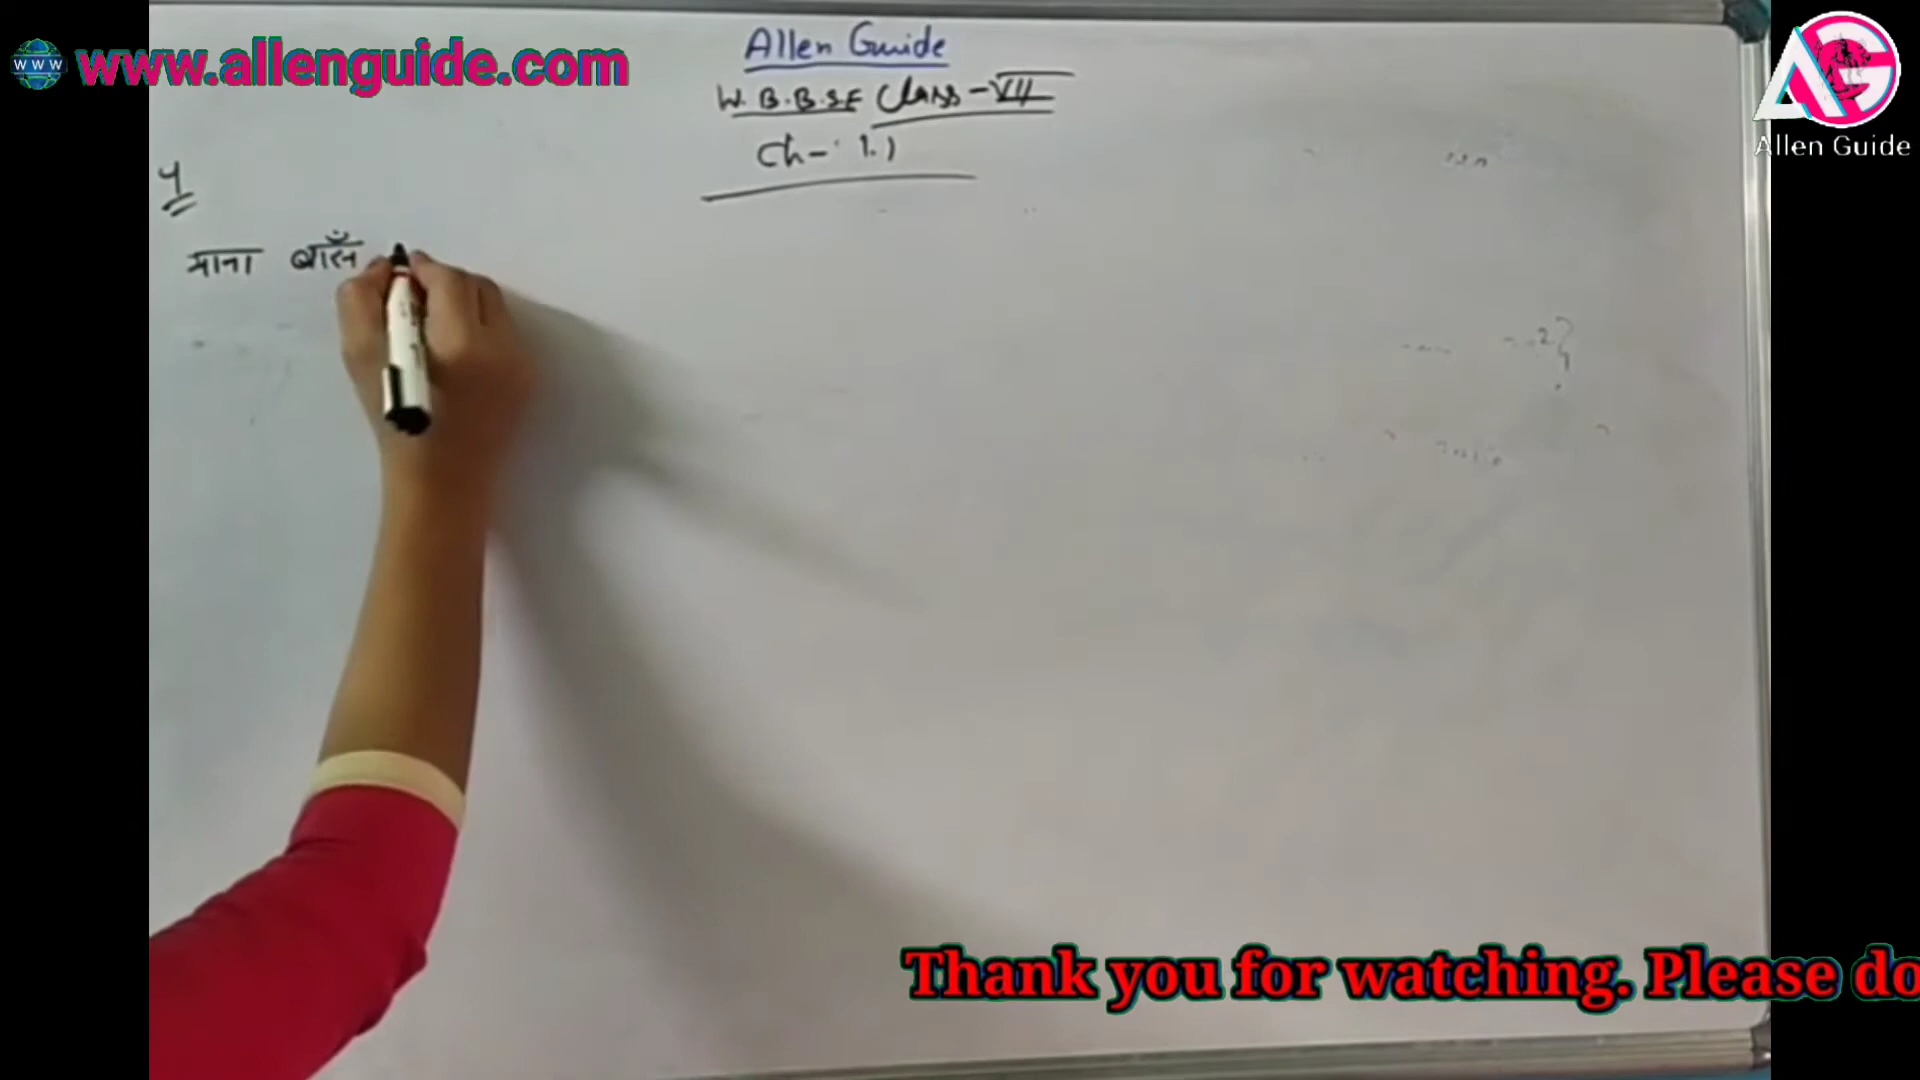 www.allenguide.com
Allen Guide
W.B.B.S.E Class-VII
Ch-1.1
Allen Guide
4
माना बाँस
Thank you for watching. Please do